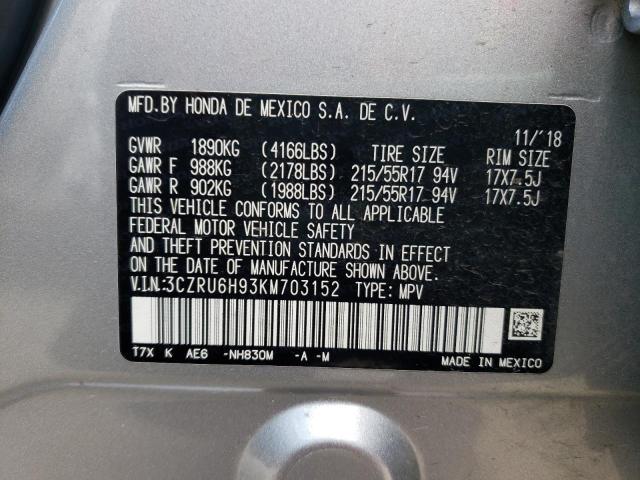 MFD.BY HONDA DE MEXICO S.A. DE C.V.
11/'18
GVWR 1890KG (4166LBS) TIRE SIZE RIM SIZE
GAWR F 988KG (2178LBS) 215/55R17 94V 17X7.5J
GAWR R 902KG (1988LBS) 215/55R17 94V 17X7.5J
THIS VEHICLE CONFORMS TO ALL APPLICABLE
FEDERAL MOTOR VEHICLE SAFETY
AND THEFT PREVENTION STANDARDS IN EFFECT
ON THE DATE OF MANUFACTURE SHOWN ABOVE.
V.I.N.:3CZRU6H93KM703152 TYPE: MPV
T7X K AE6 -NH830M -A -M
MADE IN MEXICO